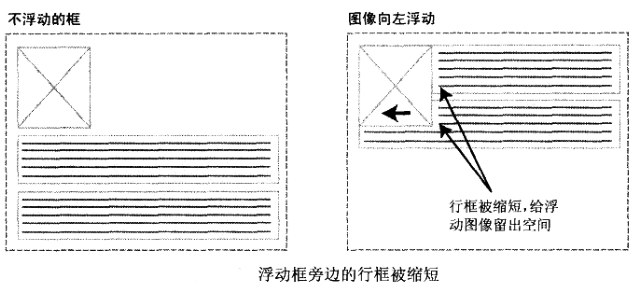 不浮动的框
图像向左浮动
行框被缩短，给浮
动图像留出空间
浮动框旁边的行框被缩短